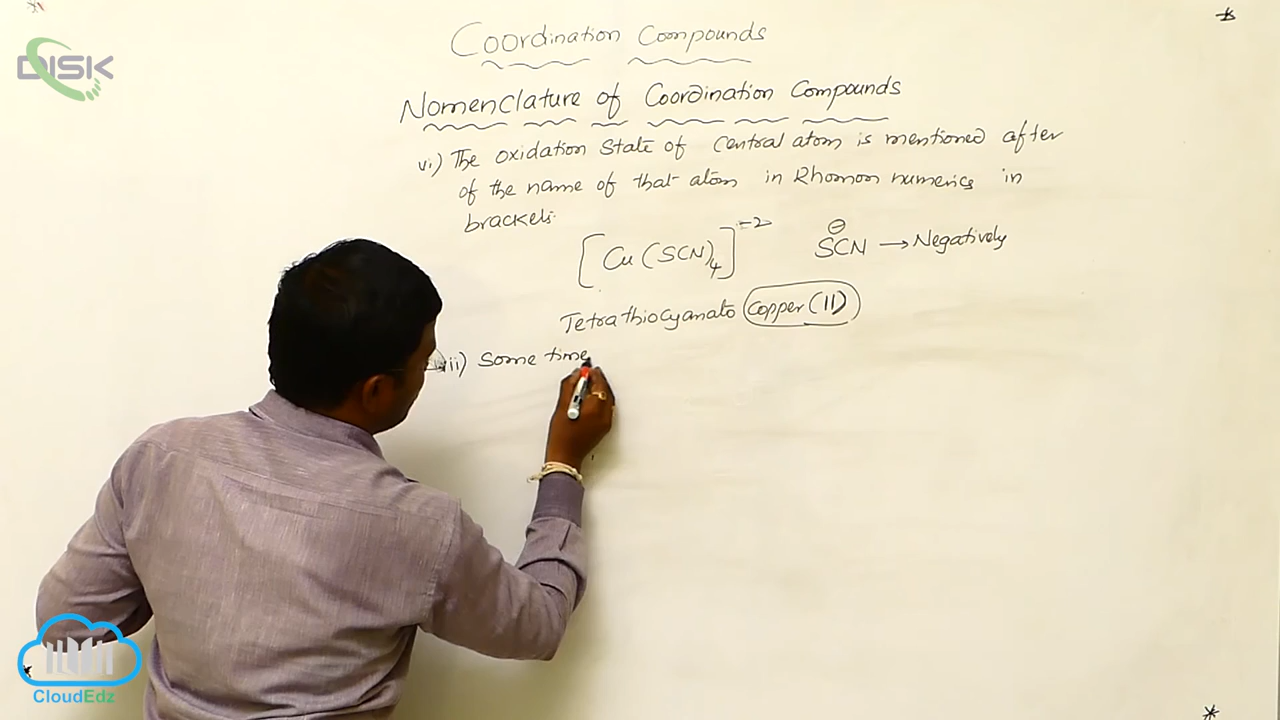 DISK
Coordination Compounds
Nomenclature of Coordination Compounds
vi) The oxidation State of central atom is mentioned after
of the name of that atom in Rhomon numerics in
brackets.
[Cu(SCN)4]-2 SCN⊖ → Negatively
Tetrathiocyanato Copper (II)
ii) Some time
CloudEdz